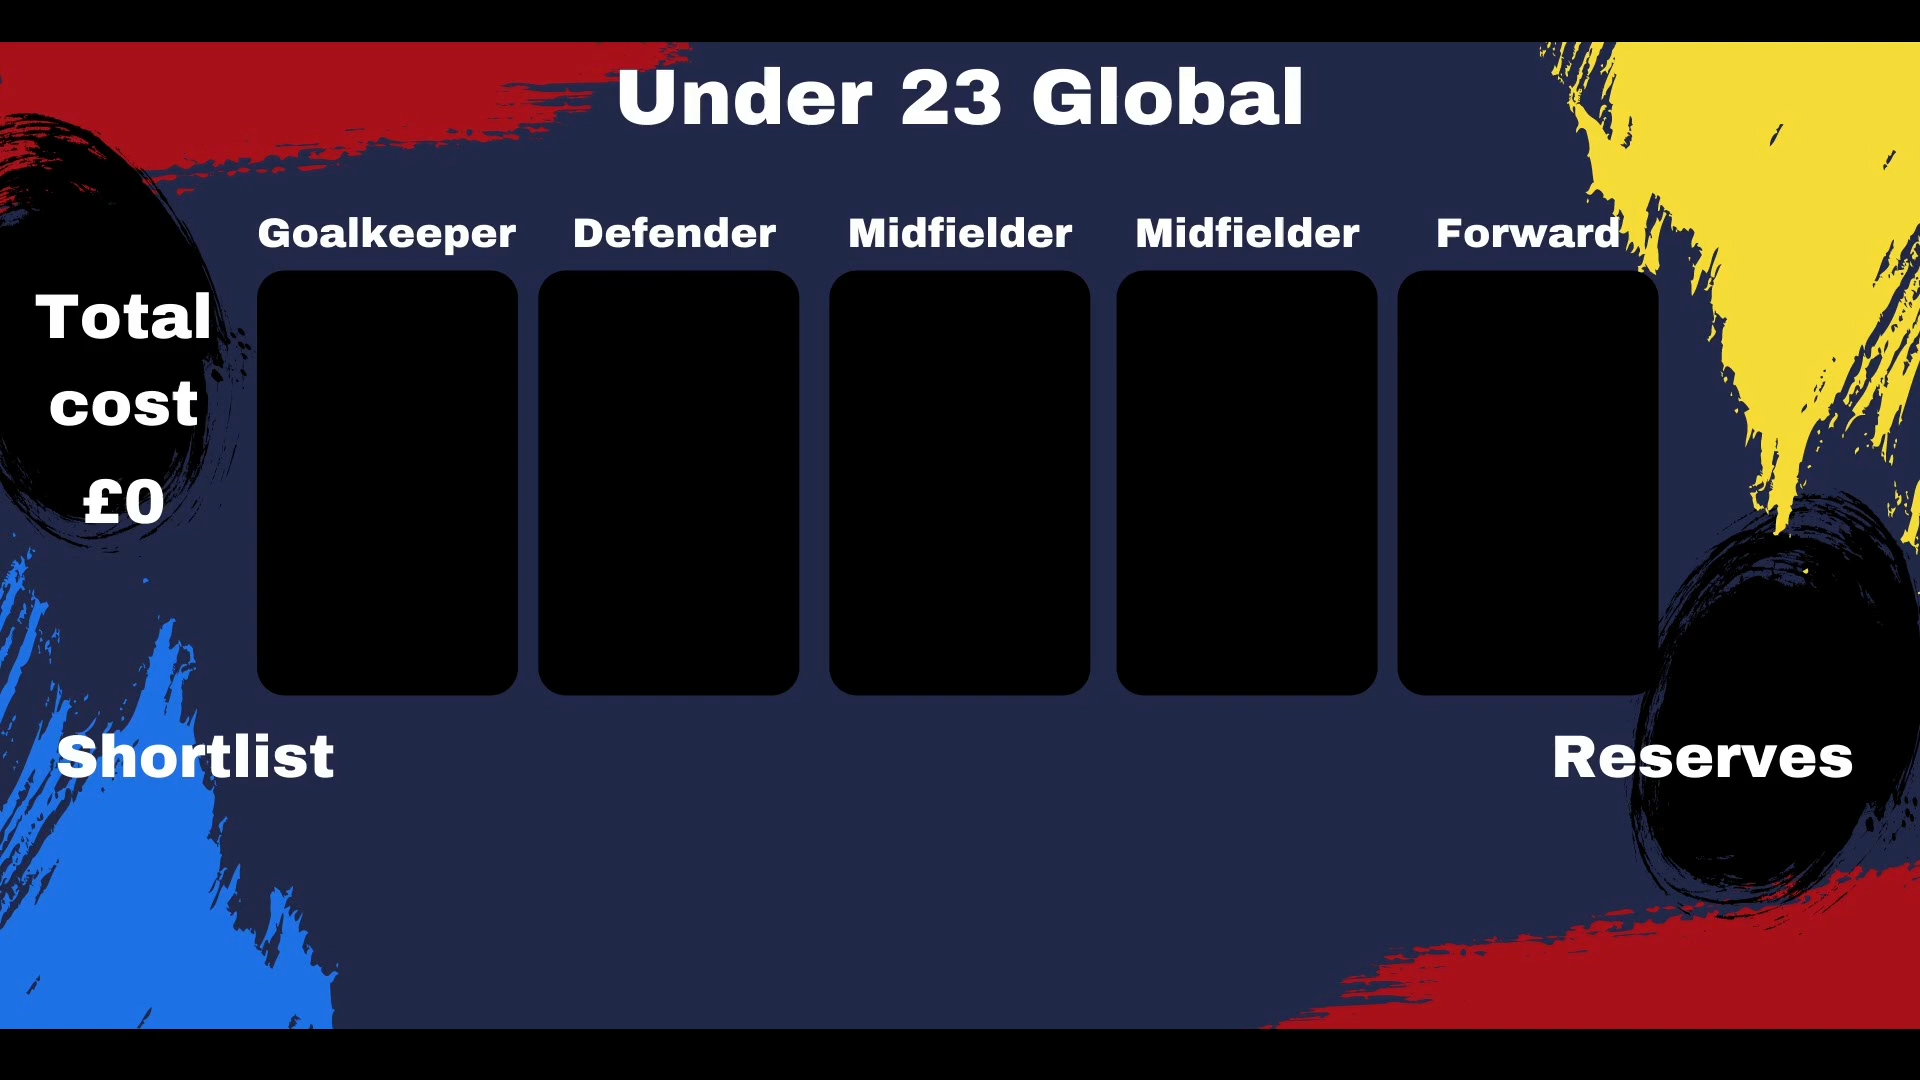 Under 23 Global
Goalkeeper Defender Midfielder Midfielder Forward
Total
cost
£0
Shortlist
Reserves